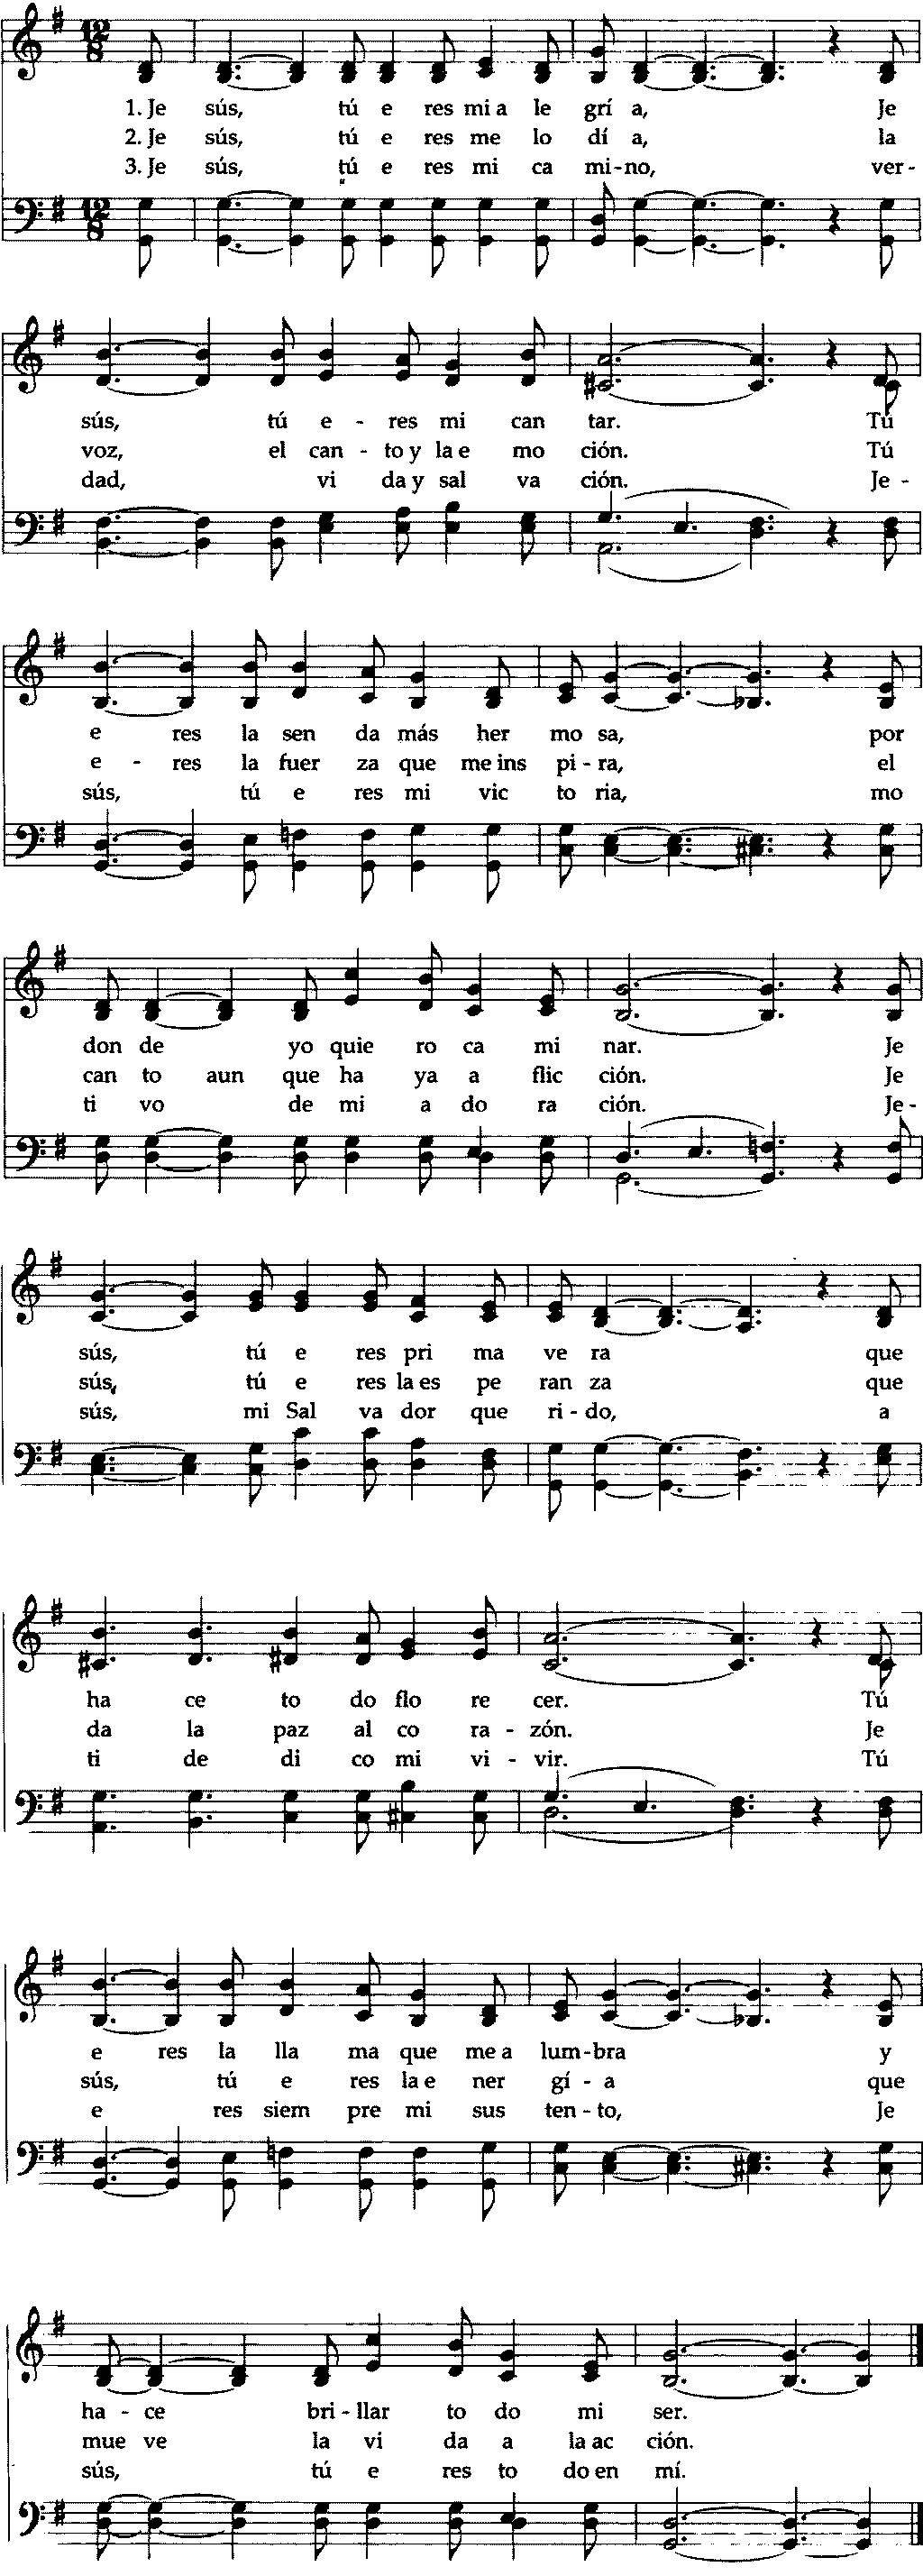 12
8
1. Je sús, tú e res mi a le grí a, Je
2. Je sús, tú e res me lo dí a, la
3. Je sús, tú e res mi ca mi-no, ver-
12
8
sús, tú e - res mi can tar. Tú
voz, el can - to y la e mo ción. Tú
dad, vi da y sal va ción. Je-
e res la sen da más her mo sa, por
e - res la fuer za que me ins pi - ra, el
sús, tú e res mi vic to ria, mo
don de yo quie ro ca mi nar. Je
can to aun que ha ya a flic ción. Je
ti vo de mi a do ra ción. Je-
sús, tú e res pri ma ve ra que
sús, tú e res la es pe ran za que
sús, mi Sal va dor que ri - do, a
ha ce to do flo re cer. Tú
da la paz al co ra - zón. Je
ti de di co mi vi - vir. Tú
e res la lla ma que me a lum-bra y
sús, tú e res la e ner gí - a que
e res siem pre mi sus ten - to, Je
ha - ce bri - llar to do mi ser.
mue ve la vi da a la ac ción.
sús, tú e res to do en mí.